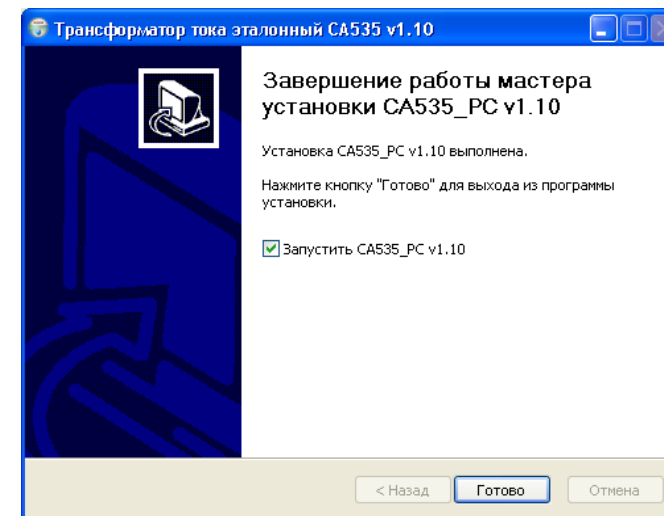 Трансформатор тока эталонный CA535 v1.10
Завершение работы мастера
установки CA535_PC v1.10
Установка CA535_PC v1.10 выполнена.
Нажмите кнопку "Готово" для выхода из программы
установки.
Запустить CA535_PC v1.10
< Назад
Готово
Отмена